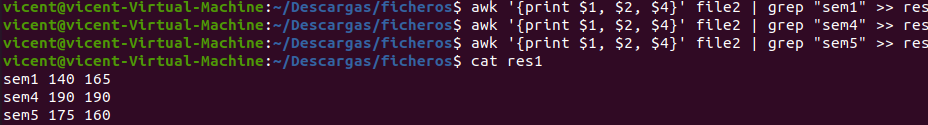 vicent@vicent-Virtual-Machine:~/Descargas/ficheros$ awk '{print $1, $2, $4}' file2 | grep "sem1" >> res
vicent@vicent-Virtual-Machine:~/Descargas/ficheros$ awk '{print $1, $2, $4}' file2 | grep "sem4" >> res
vicent@vicent-Virtual-Machine:~/Descargas/ficheros$ awk '{print $1, $2, $4}' file2 | grep "sem5" >> res
vicent@vicent-Virtual-Machine:~/Descargas/ficheros$ cat res1
sem1 140 165
sem4 190 190
sem5 175 160